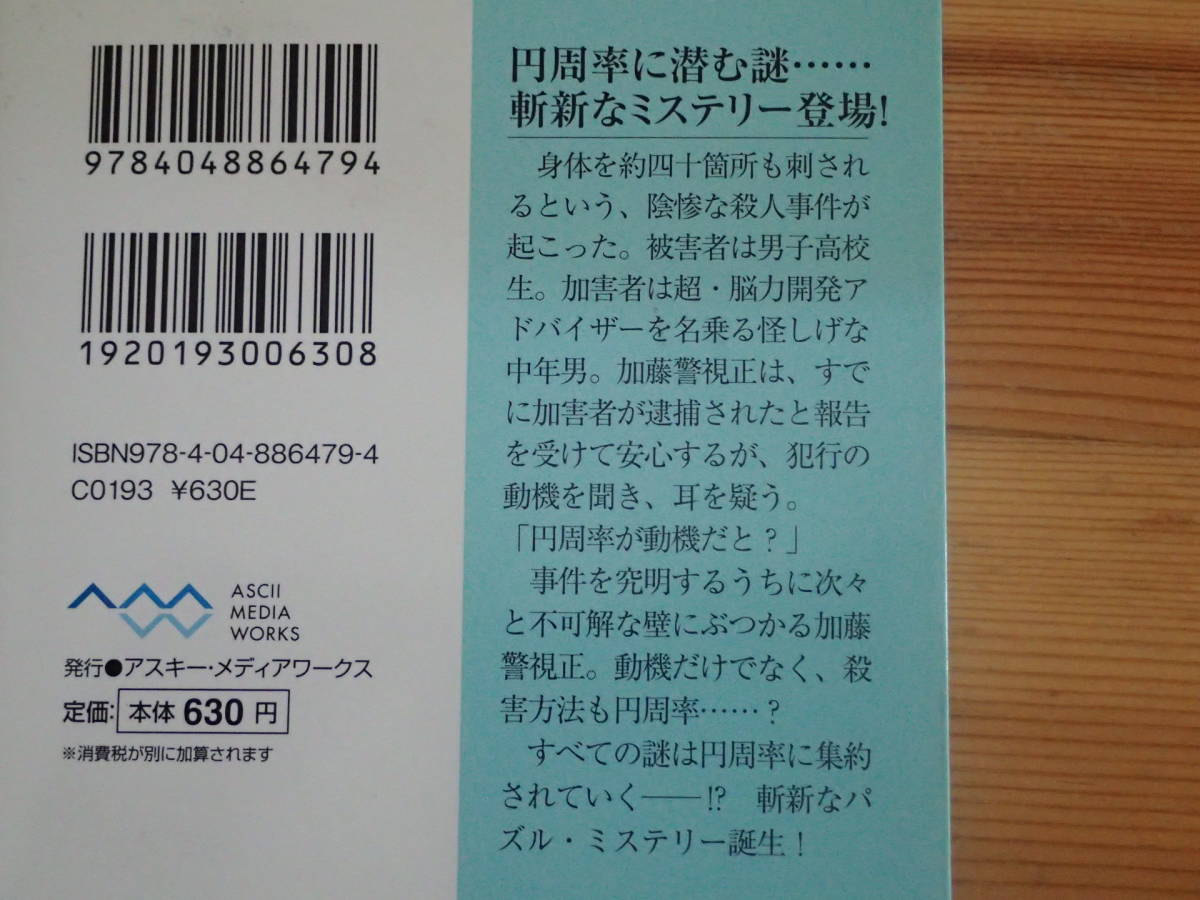 9784048864794
1920193006308
ISBN978-4-04-886479-4
C0193 ¥630E
ASCII
MEDIA
WORKS
発行●アスキー・メディアワークス
定価: 本体 630 円
※消費税が別に加算されます
円周率に潜む謎……
斬新なミステリー登場!
身体を約四十箇所も刺され
るという、陰惨な殺人事件が
起こった。被害者は男子高校
生。加害者は超・脳力開発ア
ドバイザーを名乗る怪しげな
中年男。加藤警視正は、すで
に加害者が逮捕されたと報告
を受けて安心するが、犯行の
動機を聞き、耳を疑う。
「円周率が動機だと?」
事件を究明するうちに次々
と不可解な壁にぶつかる加藤
警視正。動機だけでなく、殺
害方法も円周率……?
すべての謎は円周率に集約
されていく――!? 斬新なパ
ズル・ミステリー誕生!